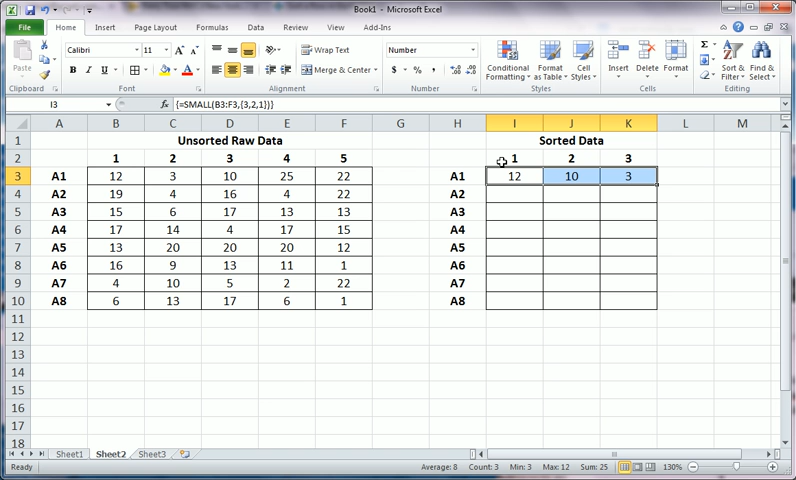 Book1 - Microsoft Excel
File Home Insert Page Layout Formulas Data Review View Add-Ins
Paste Calibri 11 Wrap Text Number Conditional Formatting Format as Table Cell Styles Insert Delete Format Sort & Filter Find & Select
B I U Merge & Center $ % ,
Clipboard Font Alignment Number Styles Cells Editing
I3 fx {=SMALL(B3:F3,{3,2,1})}
A B C D E F G H I J K L M
1 Unsorted Raw Data Sorted Data
2 1 2 3 4 5 1 2 3
3 A1 12 3 10 25 22 A1 12 10 3
4 A2 19 4 16 4 22 A2
5 A3 15 6 17 13 13 A3
6 A4 17 14 4 17 15 A4
7 A5 13 20 20 20 12 A5
8 A6 16 9 13 11 1 A6
9 A7 4 10 5 2 22 A7
10 A8 6 13 17 6 1 A8
11
12
13
14
15
16
17
18
Sheet1 Sheet2 Sheet3
Ready Average: 8 Count: 3 Min: 3 Max: 12 Sum: 25 130%